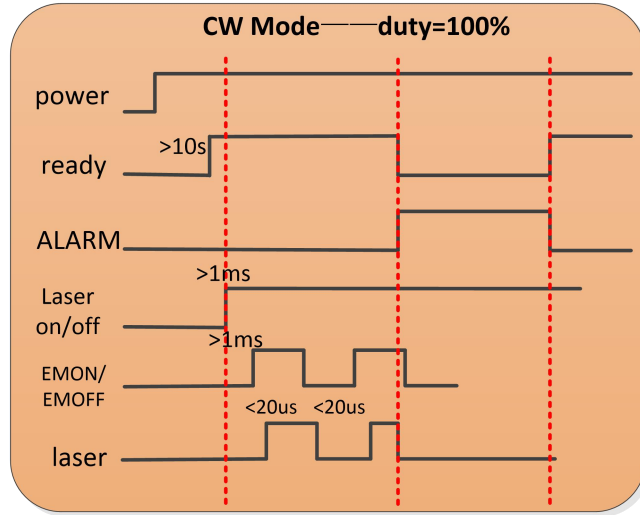 CW Mode——duty=100%
power
>10s
ready
ALARM
>1ms
Laser
on/off
>1ms
EMON/
EMOFF
<20us <20us
laser